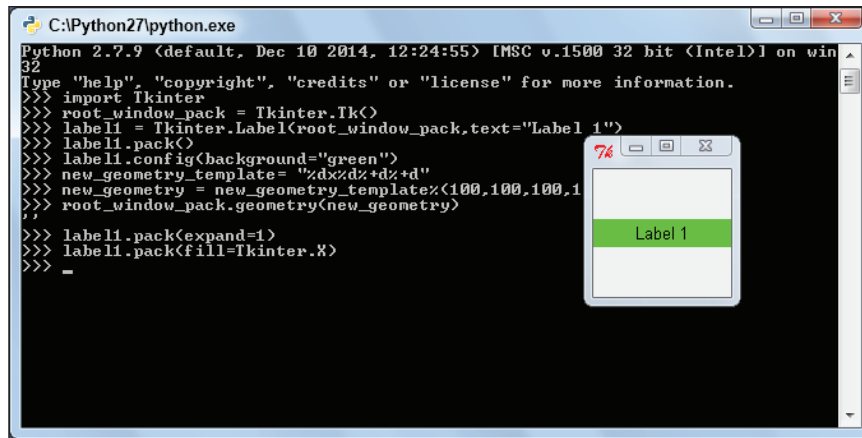 C:\Python27\python.exe
Python 2.7.9 (default, Dec 10 2014, 12:24:55) [MSC v.1500 32 bit (Intel)] on win
32
Type "help", "copyright", "credits" or "license" for more information.
>>> import Tkinter
>>> root_window_pack = Tkinter.Tk()
>>> label1 = Tkinter.Label(root_window_pack,text="Label 1")
>>> label1.pack()
>>> label1.config(background="green")
>>> new_geometry_template= "%dx%d%+d%+d"
>>> new_geometry = new_geometry_template%(100,100,100,1
>>> root_window_pack.geometry(new_geometry)
''
>>> label1.pack(expand=1)
>>> label1.pack(fill=Tkinter.X)
>>> _
Tk
Label 1